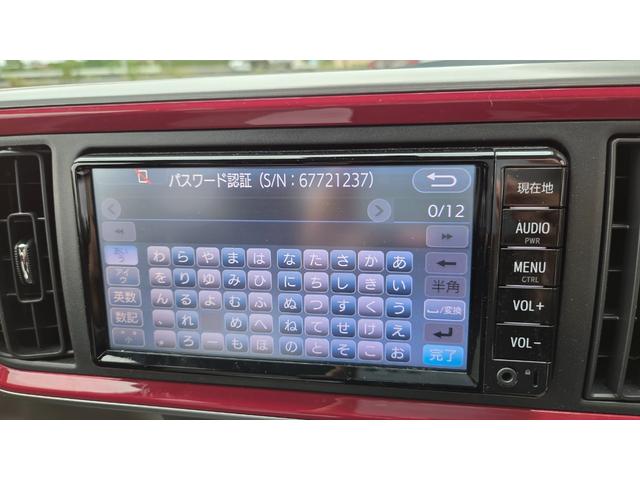 パスワード認証 (S/N:67721237)
0/12
現在地
AUDIO
PWR
MENU
CTRL
VOL+
VOL-
あいう わ ら や ま は な た さ か あ
アイウ を り ゆ み ひ に ち し き い 半角
英数 ん る よ む ふ ぬ つ す く う 変換
数記 、 れ め へ ね て せ け え
ろ ー も ほ の と そ こ お 完了